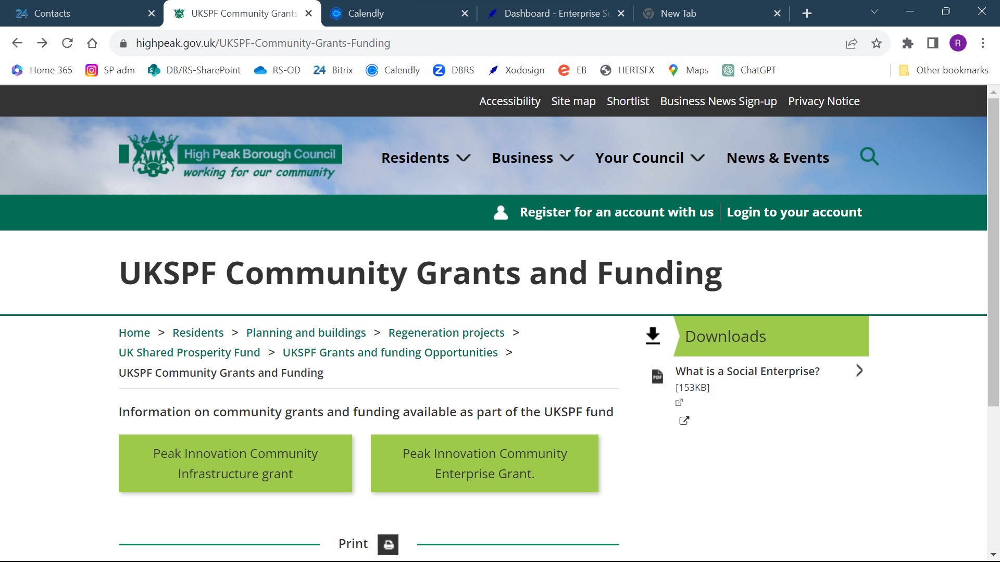 24 Contacts
UKSPF Community Grants
Calendly
Dashboard - Enterprise Su
New Tab
highpeak.gov.uk/UKSPF-Community-Grants-Funding
R
Home 365
SP adm
DB/RS-SharePoint
RS-OD
24 Bitrix
Calendly
Z DBRS
Xodosign
e EB
HERTSFX
Maps
ChatGPT
Other bookmarks
Accessibility Site map Shortlist Business News Sign-up Privacy Notice
High Peak Borough Council
working for our community
Residents Business Your Council News & Events
Register for an account with us Login to your account
UKSPF Community Grants and Funding
Home > Residents > Planning and buildings > Regeneration projects >
UK Shared Prosperity Fund > UKSPF Grants and funding Opportunities >
UKSPF Community Grants and Funding
Information on community grants and funding available as part of the UKSPF fund
Peak Innovation Community
Infrastructure grant
Peak Innovation Community
Enterprise Grant.
Print
Downloads
PDF
What is a Social Enterprise?
[153KB]